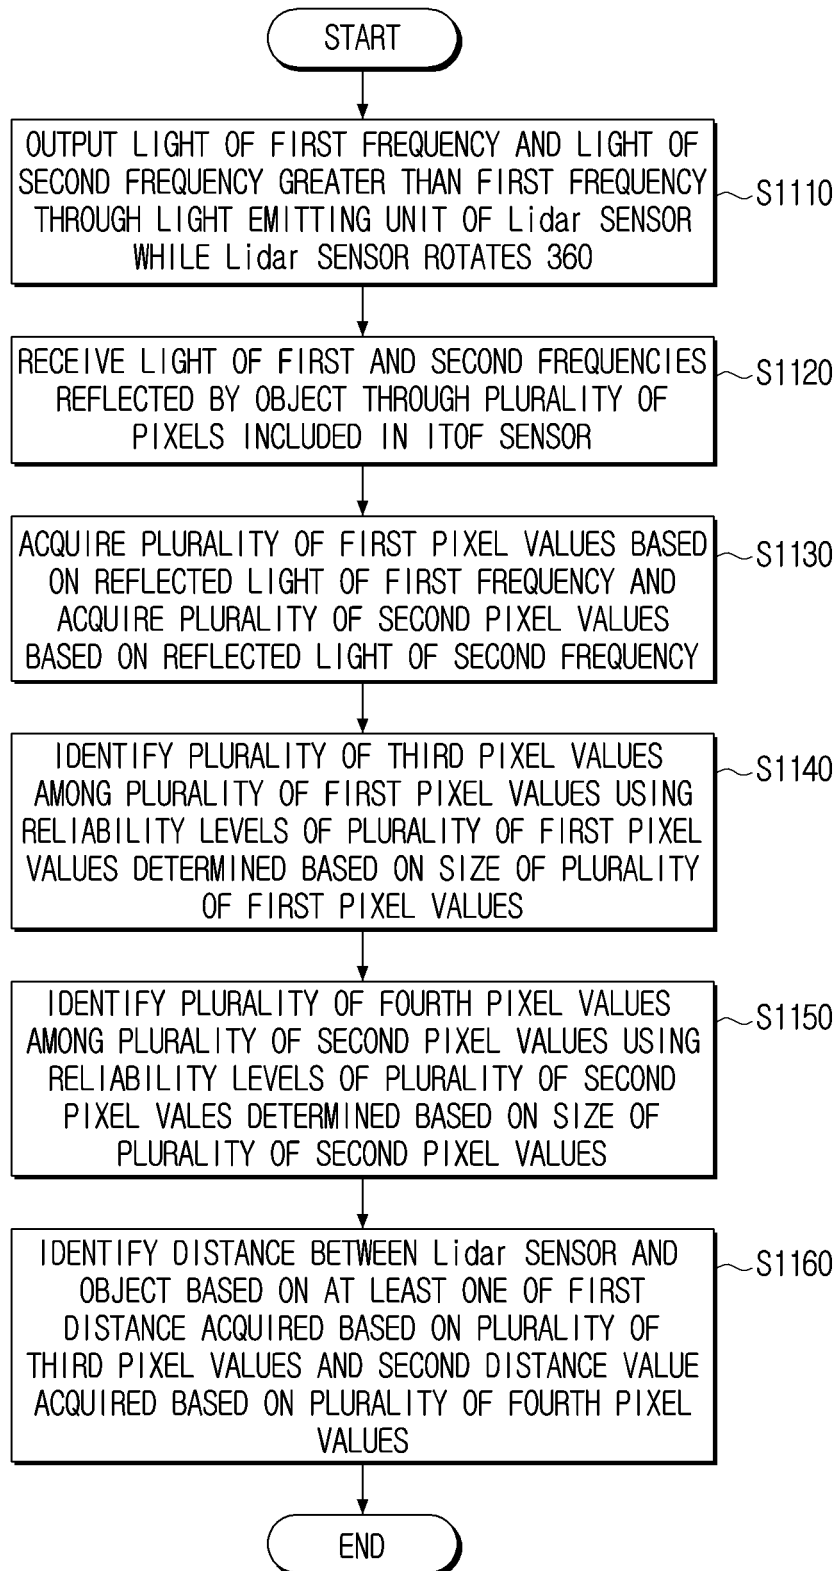 START
OUTPUT LIGHT OF FIRST FREQUENCY AND LIGHT OF
SECOND FREQUENCY GREATER THAN FIRST FREQUENCY
THROUGH LIGHT EMITTING UNIT OF Lidar SENSOR
WHILE Lidar SENSOR ROTATES 360
S1110
RECEIVE LIGHT OF FIRST AND SECOND FREQUENCIES
REFLECTED BY OBJECT THROUGH PLURALITY OF
PIXELS INCLUDED IN ITOF SENSOR
S1120
ACQUIRE PLURALITY OF FIRST PIXEL VALUES BASED
ON REFLECTED LIGHT OF FIRST FREQUENCY AND
ACQUIRE PLURALITY OF SECOND PIXEL VALUES
BASED ON REFLECTED LIGHT OF SECOND FREQUENCY
S1130
IDENTIFY PLURALITY OF THIRD PIXEL VALUES
AMONG PLURALITY OF FIRST PIXEL VALUES USING
RELIABILITY LEVELS OF PLURALITY OF FIRST PIXEL
VALUES DETERMINED BASED ON SIZE OF PLURALITY
OF FIRST PIXEL VALUES
S1140
IDENTIFY PLURALITY OF FOURTH PIXEL VALUES
AMONG PLURALITY OF SECOND PIXEL VALUES USING
RELIABILITY LEVELS OF PLURALITY OF SECOND
PIXEL VALES DETERMINED BASED ON SIZE OF
PLURALITY OF SECOND PIXEL VALUES
S1150
IDENTIFY DISTANCE BETWEEN Lidar SENSOR AND
OBJECT BASED ON AT LEAST ONE OF FIRST
DISTANCE ACQUIRED BASED ON PLURALITY OF
THIRD PIXEL VALUES AND SECOND DISTANCE VALUE
ACQUIRED BASED ON PLURALITY OF FOURTH PIXEL
VALUES
S1160
END